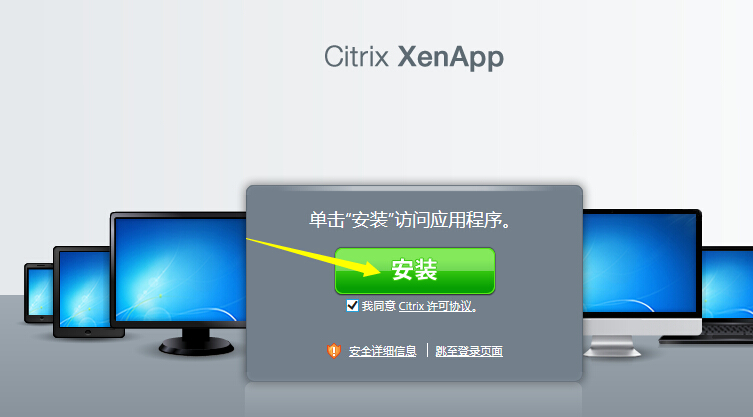 Citrix XenApp
单击“安装”访问应用程序。
安装
我同意 Citrix 许可协议。
安全详细信息 跳至登录页面